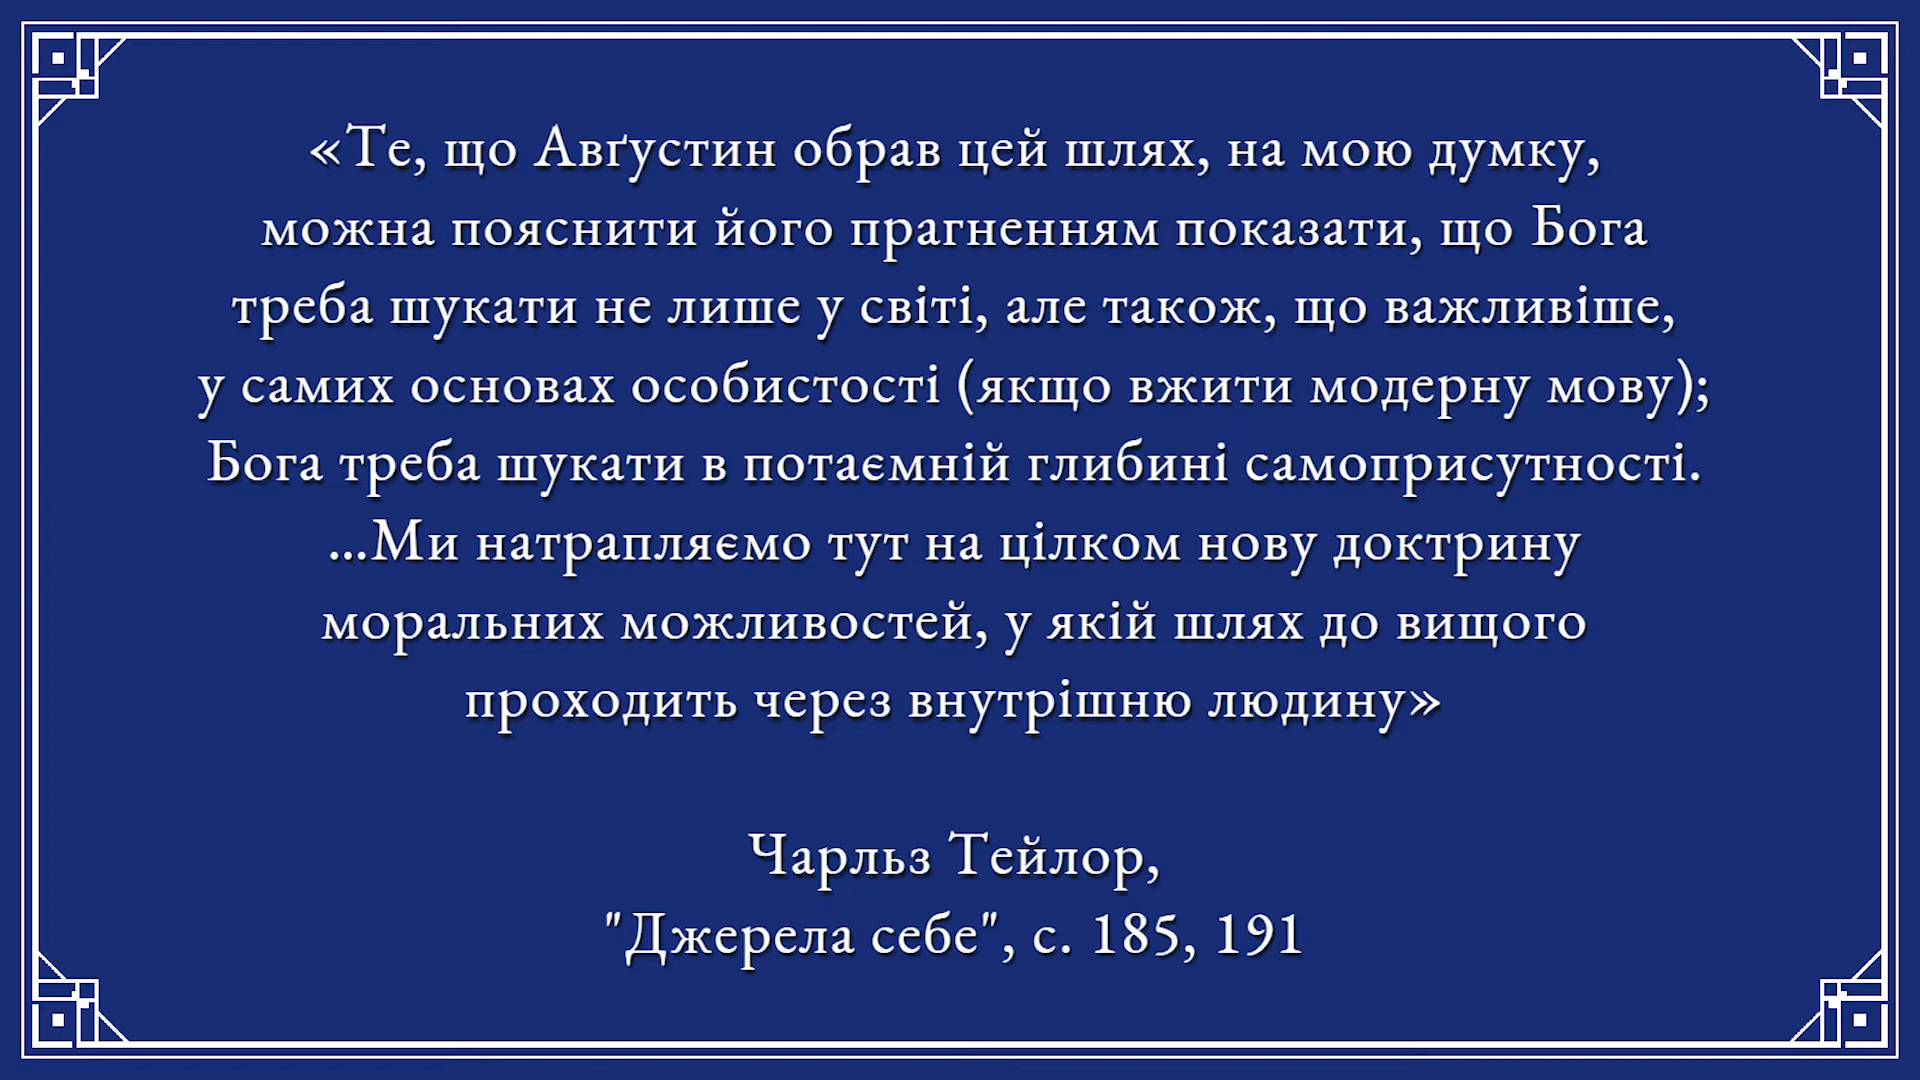 «Те, що Авґустин обрав цей шлях, на мою думку,
можна пояснити його прагненням показати, що Бога
треба шукати не лише у світі, але також, що важливіше,
у самих основах особистості (якщо вжити модерну мову);
Бога треба шукати в потаємній глибині самоприсутності.
...Ми натрапляємо тут на цілком нову доктрину
моральних можливостей, у якій шлях до вищого
проходить через внутрішню людину»
Чарльз Тейлор,
"Джерела себе", с. 185, 191